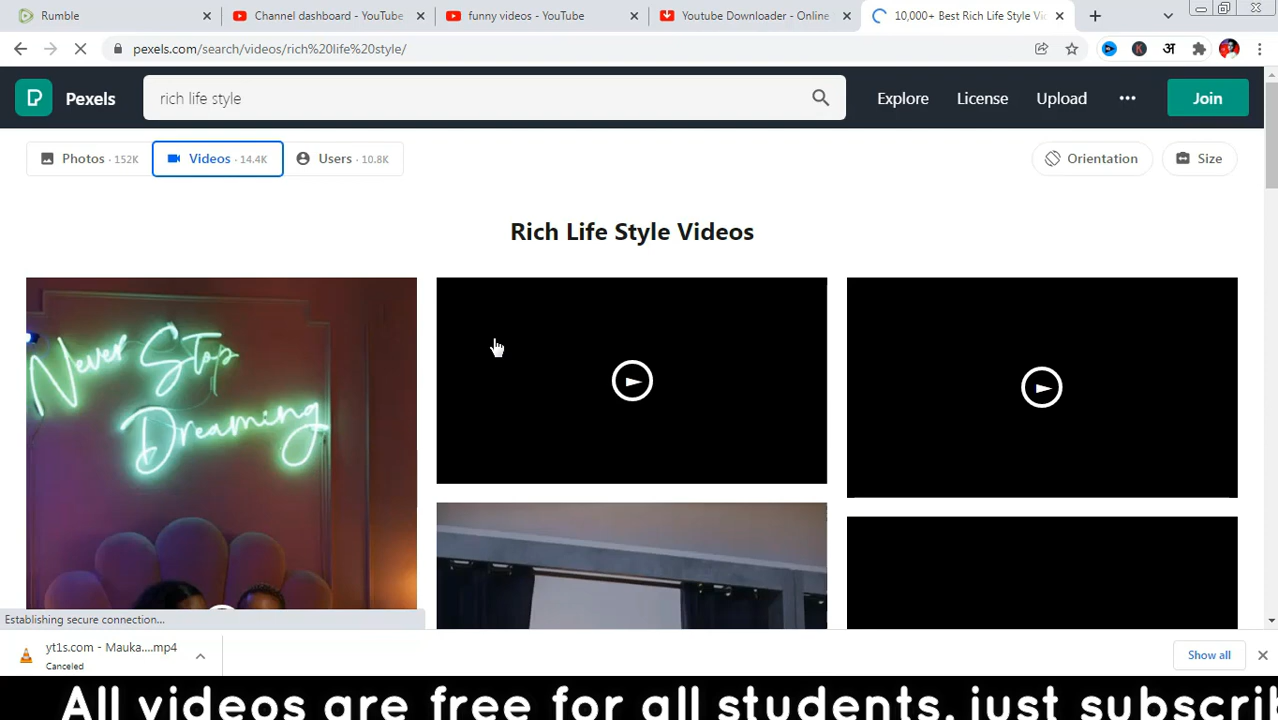 Rumble
Channel dashboard - YouTube
funny videos - YouTube
Youtube Downloader - Online
10,000+ Best Rich Life Style Vi
pexels.com/search/videos/rich%20life%20style/
अ
Pexels
rich life style
Explore
License
Upload
Join
Photos · 152K
Videos · 14.4K
Users · 10.8K
Orientation
Size
Rich Life Style Videos
Never Stop
Dreaming
Establishing secure connection...
yt1s.com - Mauka....mp4
Canceled
Show all
All videos are free for all students, just subscrib